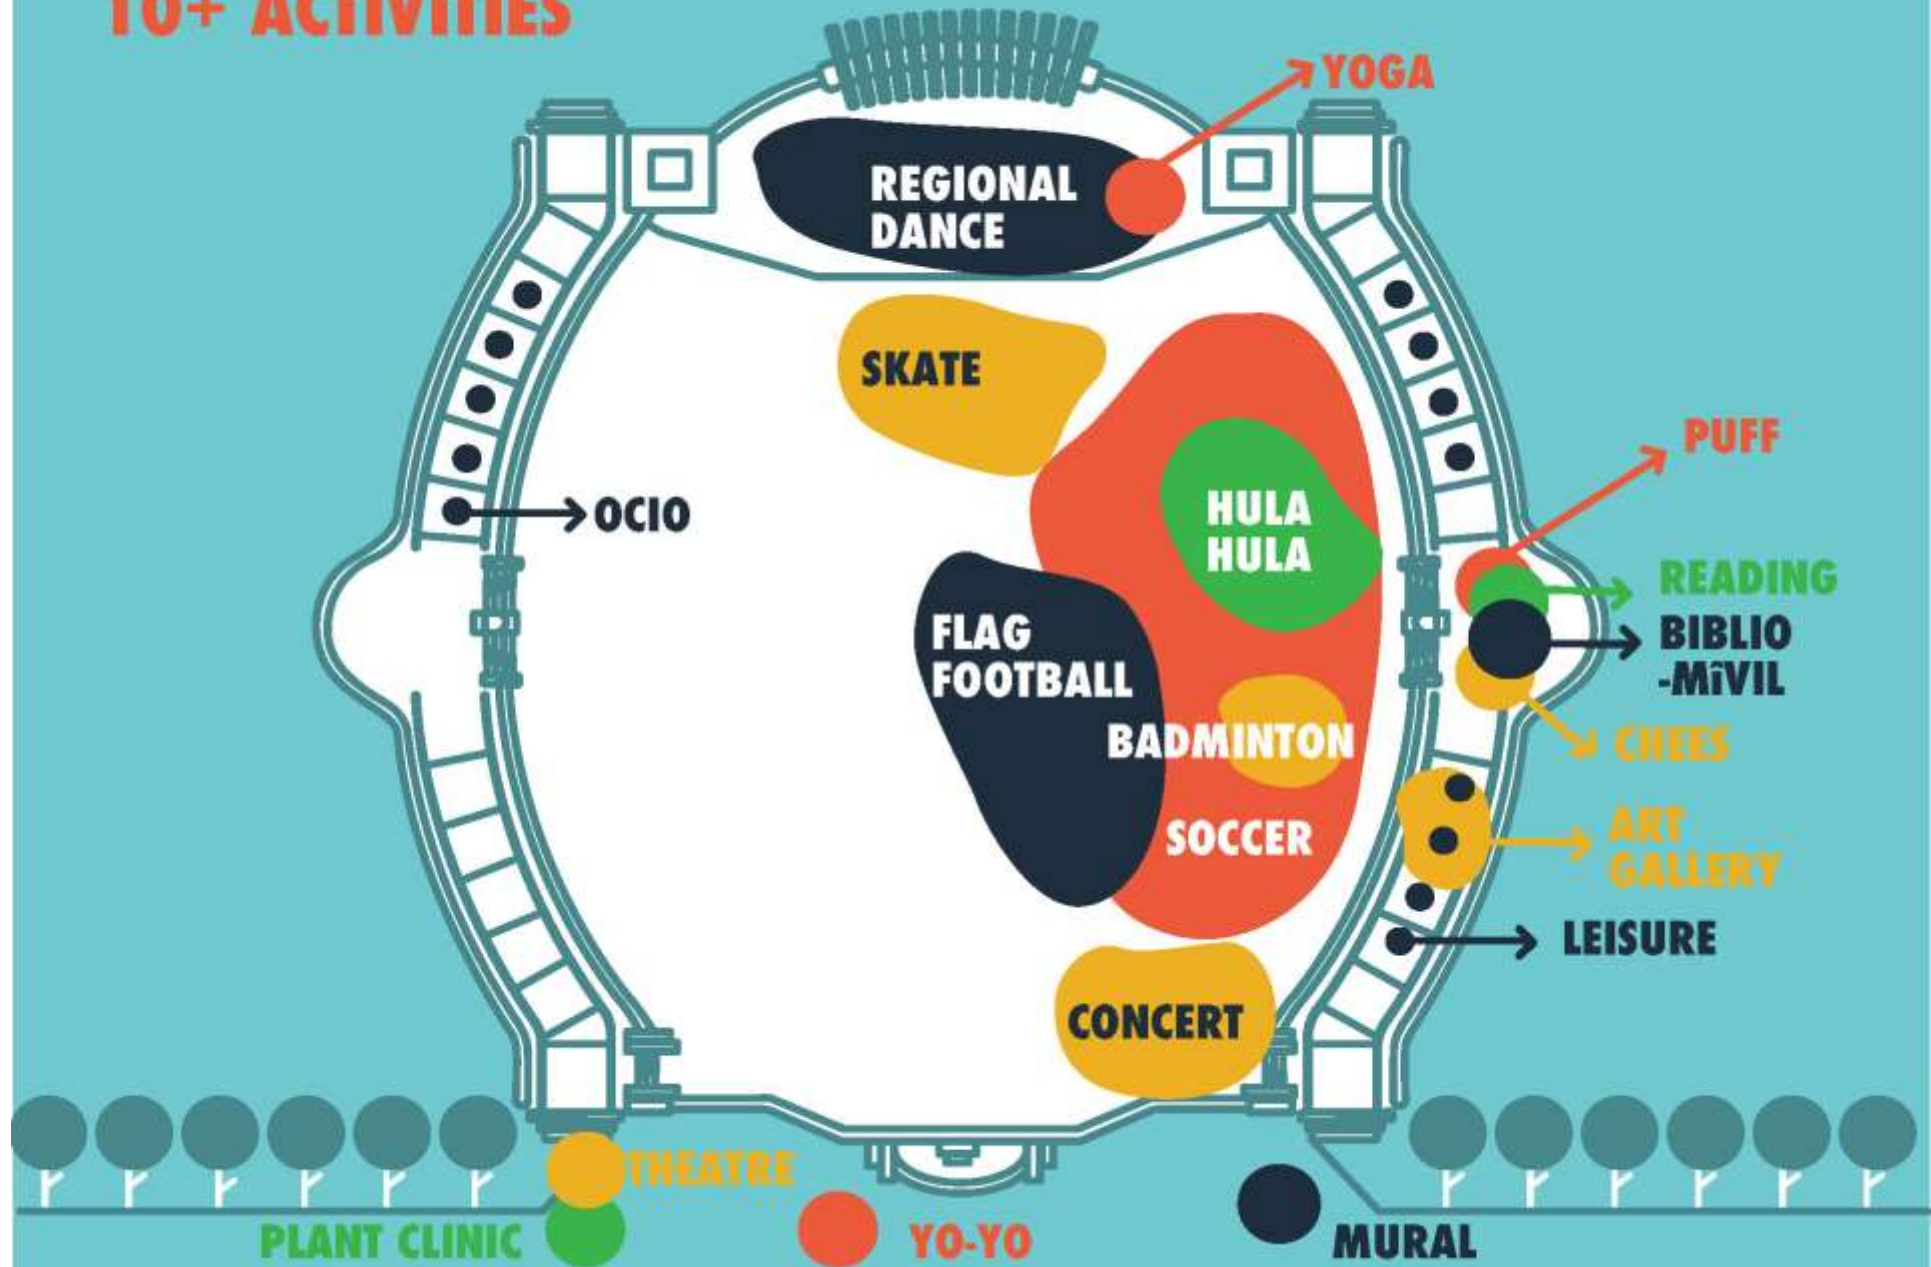 10+ ACTIVITIES
YOGA
REGIONAL
DANCE
SKATE
PUFF
HULA
HULA
OCIO
READING
BIBLIO
-MîVIL
FLAG
FOOTBALL
BADMINTON
CHEES
SOCCER
ART
GALLERY
LEISURE
CONCERT
THEATRE
PLANT CLINIC
YO-YO
MURAL